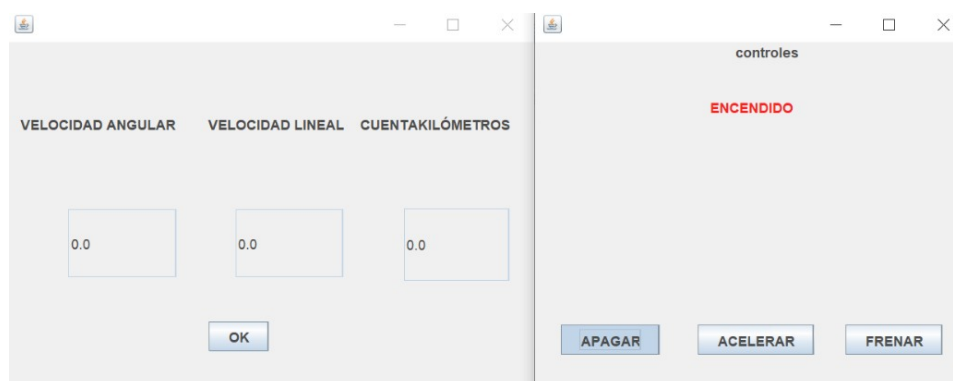 VELOCIDAD ANGULAR VELOCIDAD LINEAL CUENTAKILÓMETROS
0.0 0.0 0.0
OK
controles
ENCENDIDO
APAGAR ACELERAR FRENAR